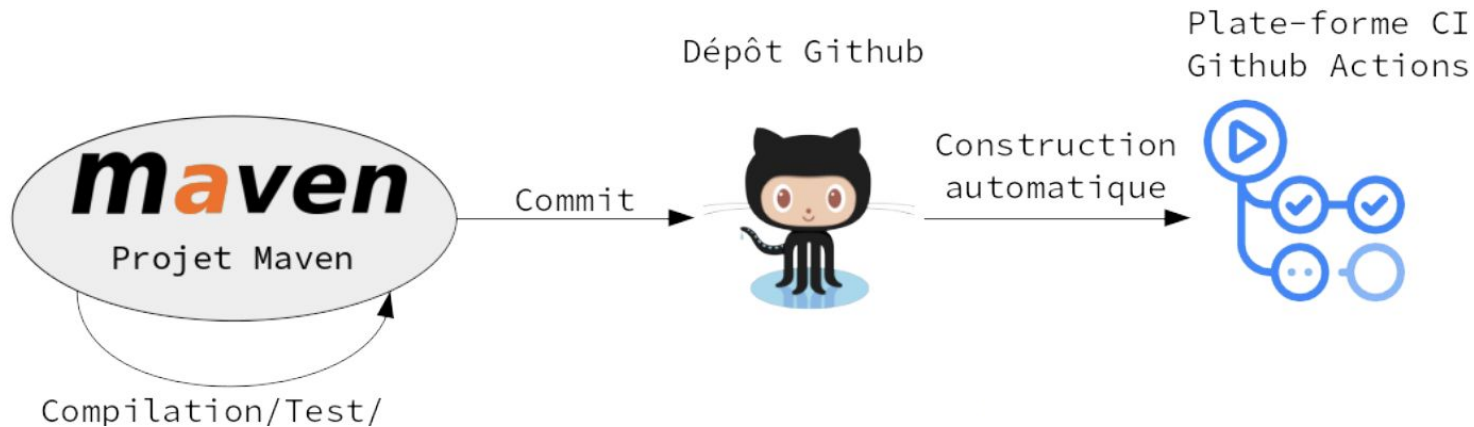 Plate-forme CI
Github Actions
Dépôt Github
maven
Projet Maven
Commit
Construction
automatique
Compilation/Test/